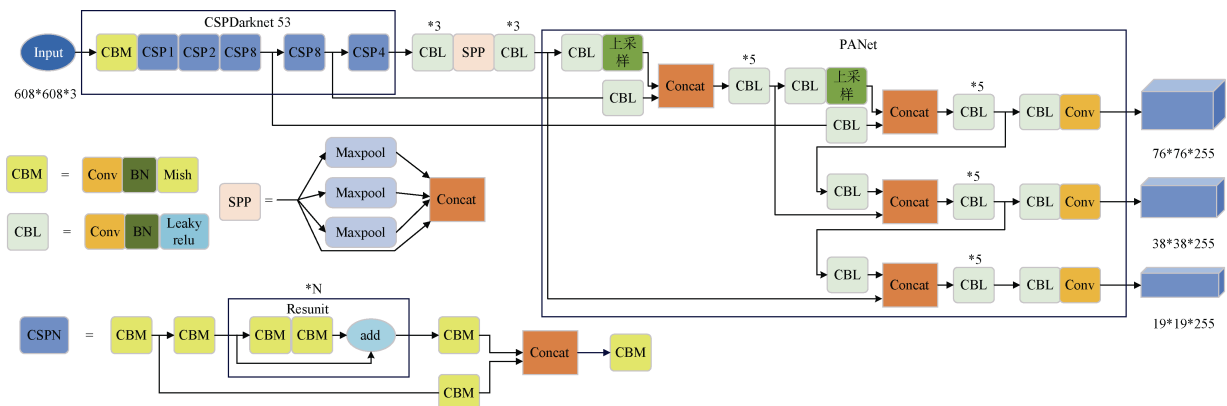 CSPDarknet 53
Input
CBM
CSP1
CSP2
CSP8
CSP8
CSP4
608*608*3
*3
CBL
SPP
*3
CBL
PANet
CBL
上采
样
CBL
Concat
*5
CBL
CBL
上采
样
CBL
Concat
*5
CBL
CBL
Conv
76*76*255
CBL
Concat
*5
CBL
CBL
Conv
38*38*255
CBL
Concat
*5
CBL
CBL
Conv
19*19*255
CBM
=
Conv
BN
Mish
CBL
=
Conv
BN
Leaky
relu
SPP
=
Maxpool
Maxpool
Maxpool
Concat
CSPN
=
CBM
CBM
*N
Resunit
CBM
CBM
add
CBM
CBM
Concat
CBM